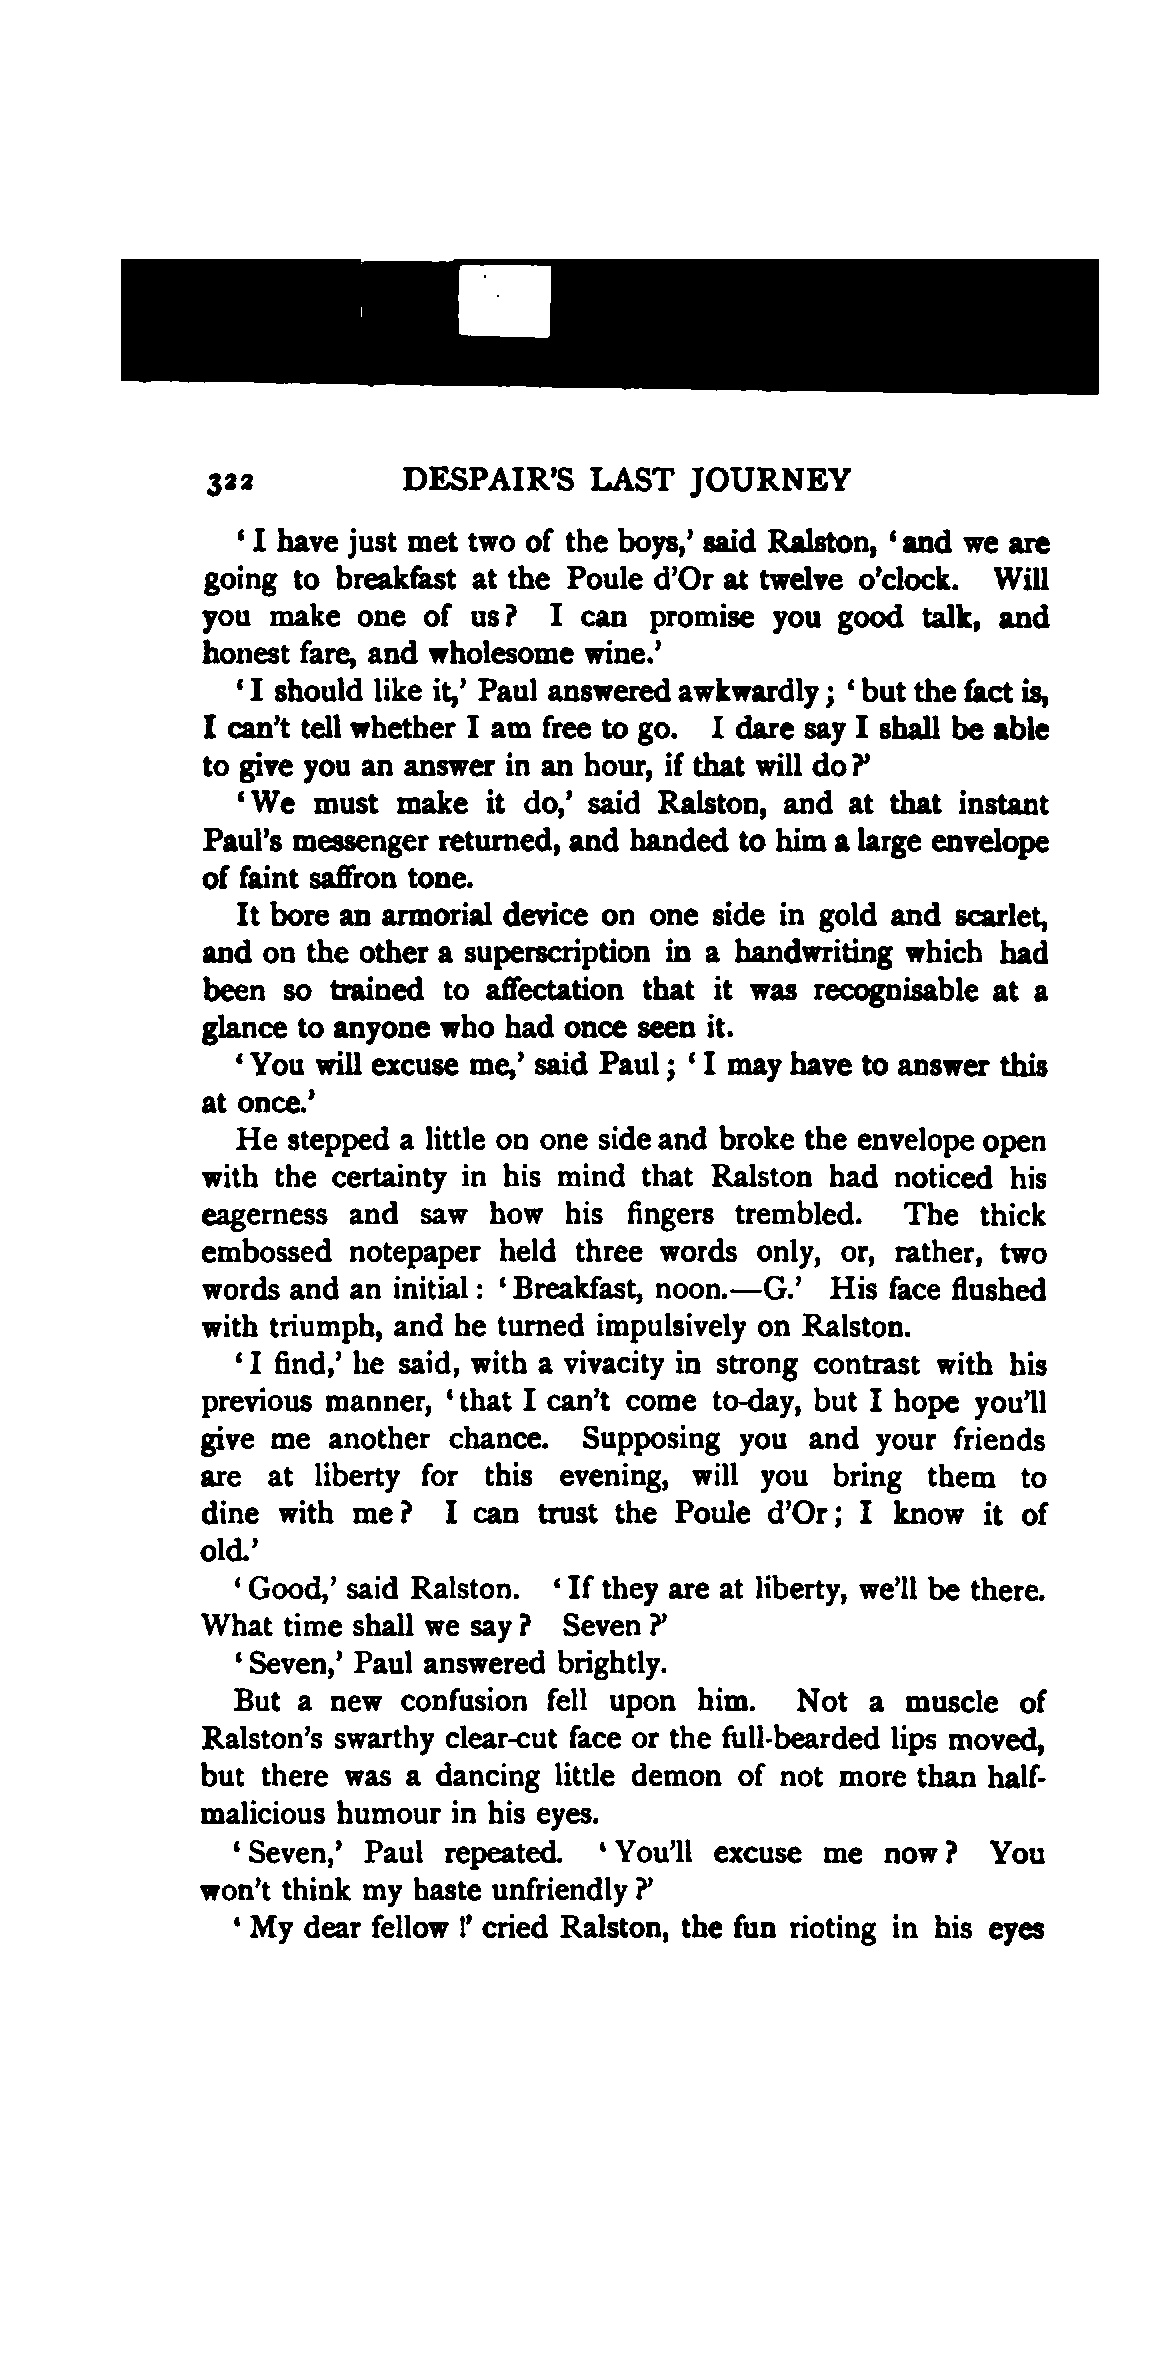 322 DESPAIR'S LAST JOURNEY
'I have just met two of the boys,' said Ralston, 'and we are
going to breakfast at the Poule d'Or at twelve o'clock. Will
you make one of us? I can promise you good talk, and
honest fare, and wholesome wine.'
'I should like it,' Paul answered awkwardly; 'but the fact is,
I can't tell whether I am free to go. I dare say I shall be able
to give you an answer in an hour, if that will do?'
'We must make it do,' said Ralston, and at that instant
Paul's messenger returned, and handed to him a large envelope
of faint saffron tone.
It bore an armorial device on one side in gold and scarlet,
and on the other a superscription in a handwriting which had
been so trained to affectation that it was recognisable at a
glance to anyone who had once seen it.
'You will excuse me,' said Paul; 'I may have to answer this
at once.'
He stepped a little on one side and broke the envelope open
with the certainty in his mind that Ralston had noticed his
eagerness and saw how his fingers trembled. The thick
embossed notepaper held three words only, or, rather, two
words and an initial: 'Breakfast, noon.—G.' His face flushed
with triumph, and he turned impulsively on Ralston.
'I find,' he said, with a vivacity in strong contrast with his
previous manner, 'that I can't come to-day, but I hope you'll
give me another chance. Supposing you and your friends
are at liberty for this evening, will you bring them to
dine with me? I can trust the Poule d'Or; I know it of
old.'
'Good,' said Ralston. 'If they are at liberty, we'll be there.
What time shall we say? Seven?'
'Seven,' Paul answered brightly.
But a new confusion fell upon him. Not a muscle of
Ralston's swarthy clear-cut face or the full-bearded lips moved,
but there was a dancing little demon of not more than half-
malicious humour in his eyes.
'Seven,' Paul repeated. 'You'll excuse me now? You
won't think my haste unfriendly?'
'My dear fellow!' cried Ralston, the fun rioting in his eyes